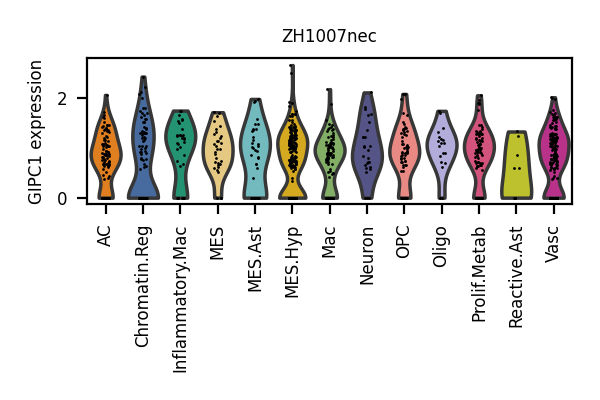 ZH1007nec
GIPC1 expression
2
0
AC
Chromatin.Reg
Inflammatory.Mac
MES
MES.Ast
MES.Hyp
Mac
Neuron
OPC
Oligo
Prolif.Metab
Reactive.Ast
Vasc